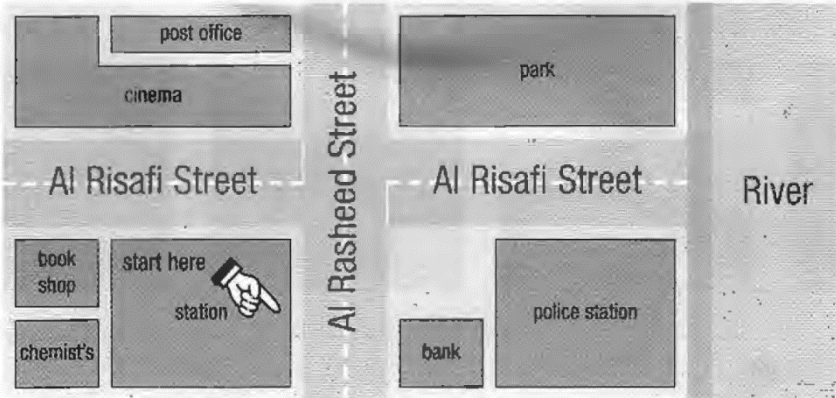 post office
cinema
park
Al Rasheed Street
Al Risafi Street
Al Risafi Street
River
book
shop
start here
station
chemist's
bank
police station